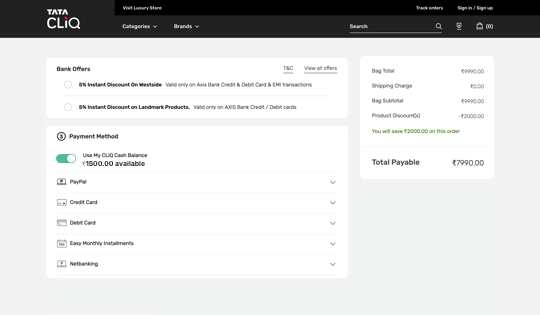 TATA
CLiQ
Visit Luxury Store
Track orders
Sign in / Sign up
Categories
Brands
Search
(0)
Bank Offers
T&C
View all offers
5% Instant Discount On Westside Valid only on Axis Bank Credit & Debit Card & EMI transactions
5% Instant Discount on Landmark Products. Valid only on AXIS Bank Credit / Debit cards
Payment Method
Use My CLiQ Cash Balance
₹1500.00 available
PayPal
Credit Card
Debit Card
Easy Monthly Installments
Netbanking
Bag Total ₹9990.00
Shipping Charge ₹0.00
Bag Subtotal ₹9990.00
Product Discount(s) -₹2000.00
You will save ₹2000.00 on this order
Total Payable ₹7990.00